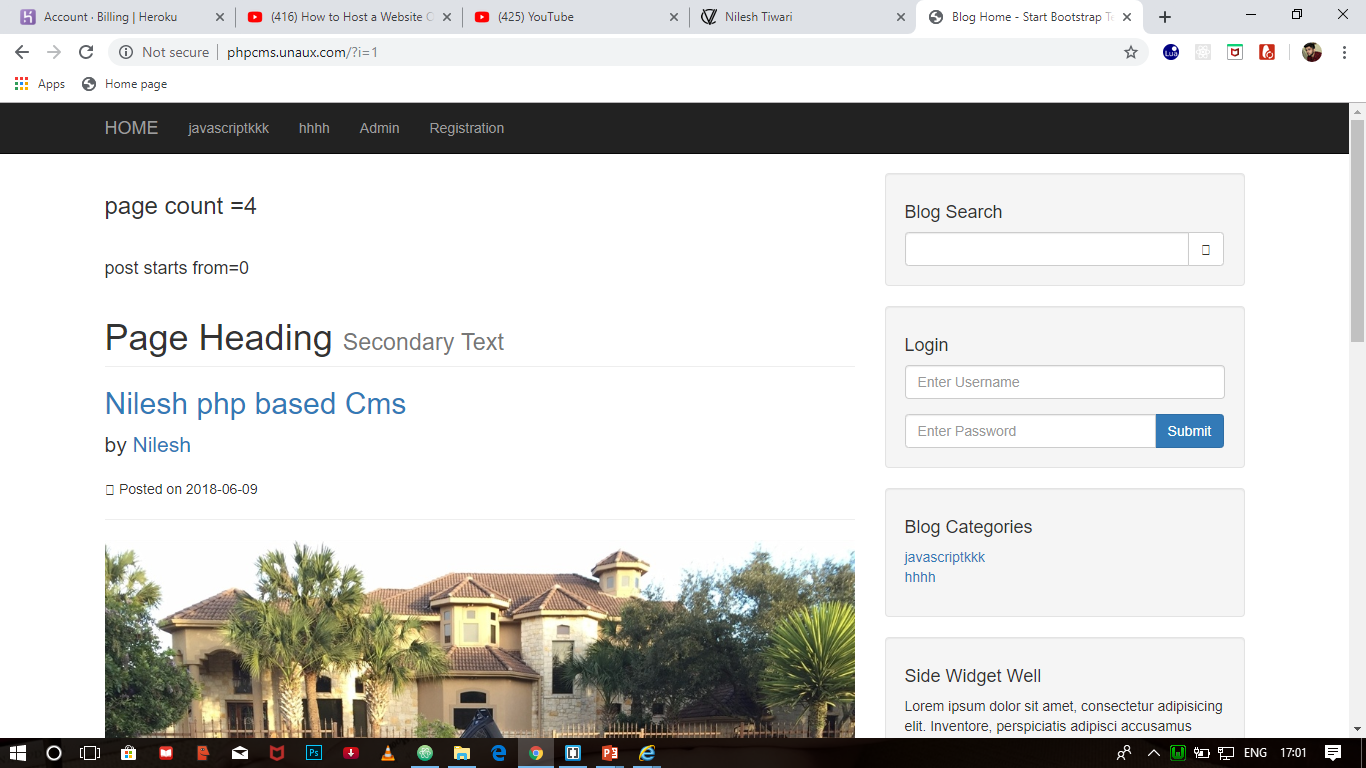 Account · Billing | Heroku
(416) How to Host a Website
(425) YouTube
Nilesh Tiwari
Blog Home - Start Bootstrap
Not secure
phpcms.unaux.com/?i=1
Apps
Home page
HOME
javascriptkkk
hhhh
Admin
Registration
page count =4
post starts from=0
Page Heading Secondary Text
Nilesh php based Cms
by Nilesh
Posted on 2018-06-09
Blog Search
Login
Enter Username
Enter Password
Submit
Blog Categories
javascriptkkk
hhhh
Side Widget Well
Lorem ipsum dolor sit amet, consectetur adipisicing
elit. Inventore, perspiciatis adipisci accusamus
ENG
17:01